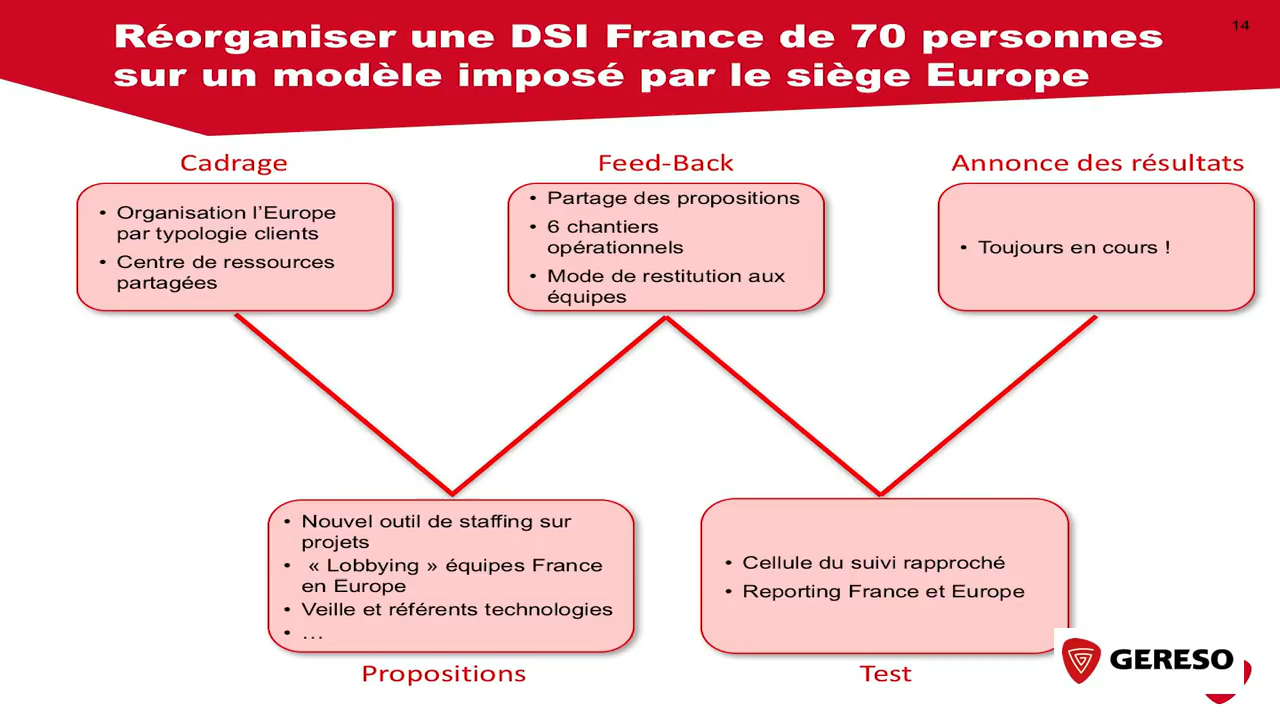 14
Réorganiser une DSI France de 70 personnes
sur un modèle imposé par le siège Europe
Cadrage
• Organisation l’Europe
par typologie clients
• Centre de ressources
partagées
Feed-Back
• Partage des propositions
• 6 chantiers
opérationnels
• Mode de restitution aux
équipes
Annonce des résultats
• Toujours en cours !
• Nouvel outil de staffing sur
projets
• « Lobbying » équipes France
en Europe
• Veille et référents technologies
• …
Propositions
• Cellule du suivi rapproché
• Reporting France et Europe
Test
GERESO